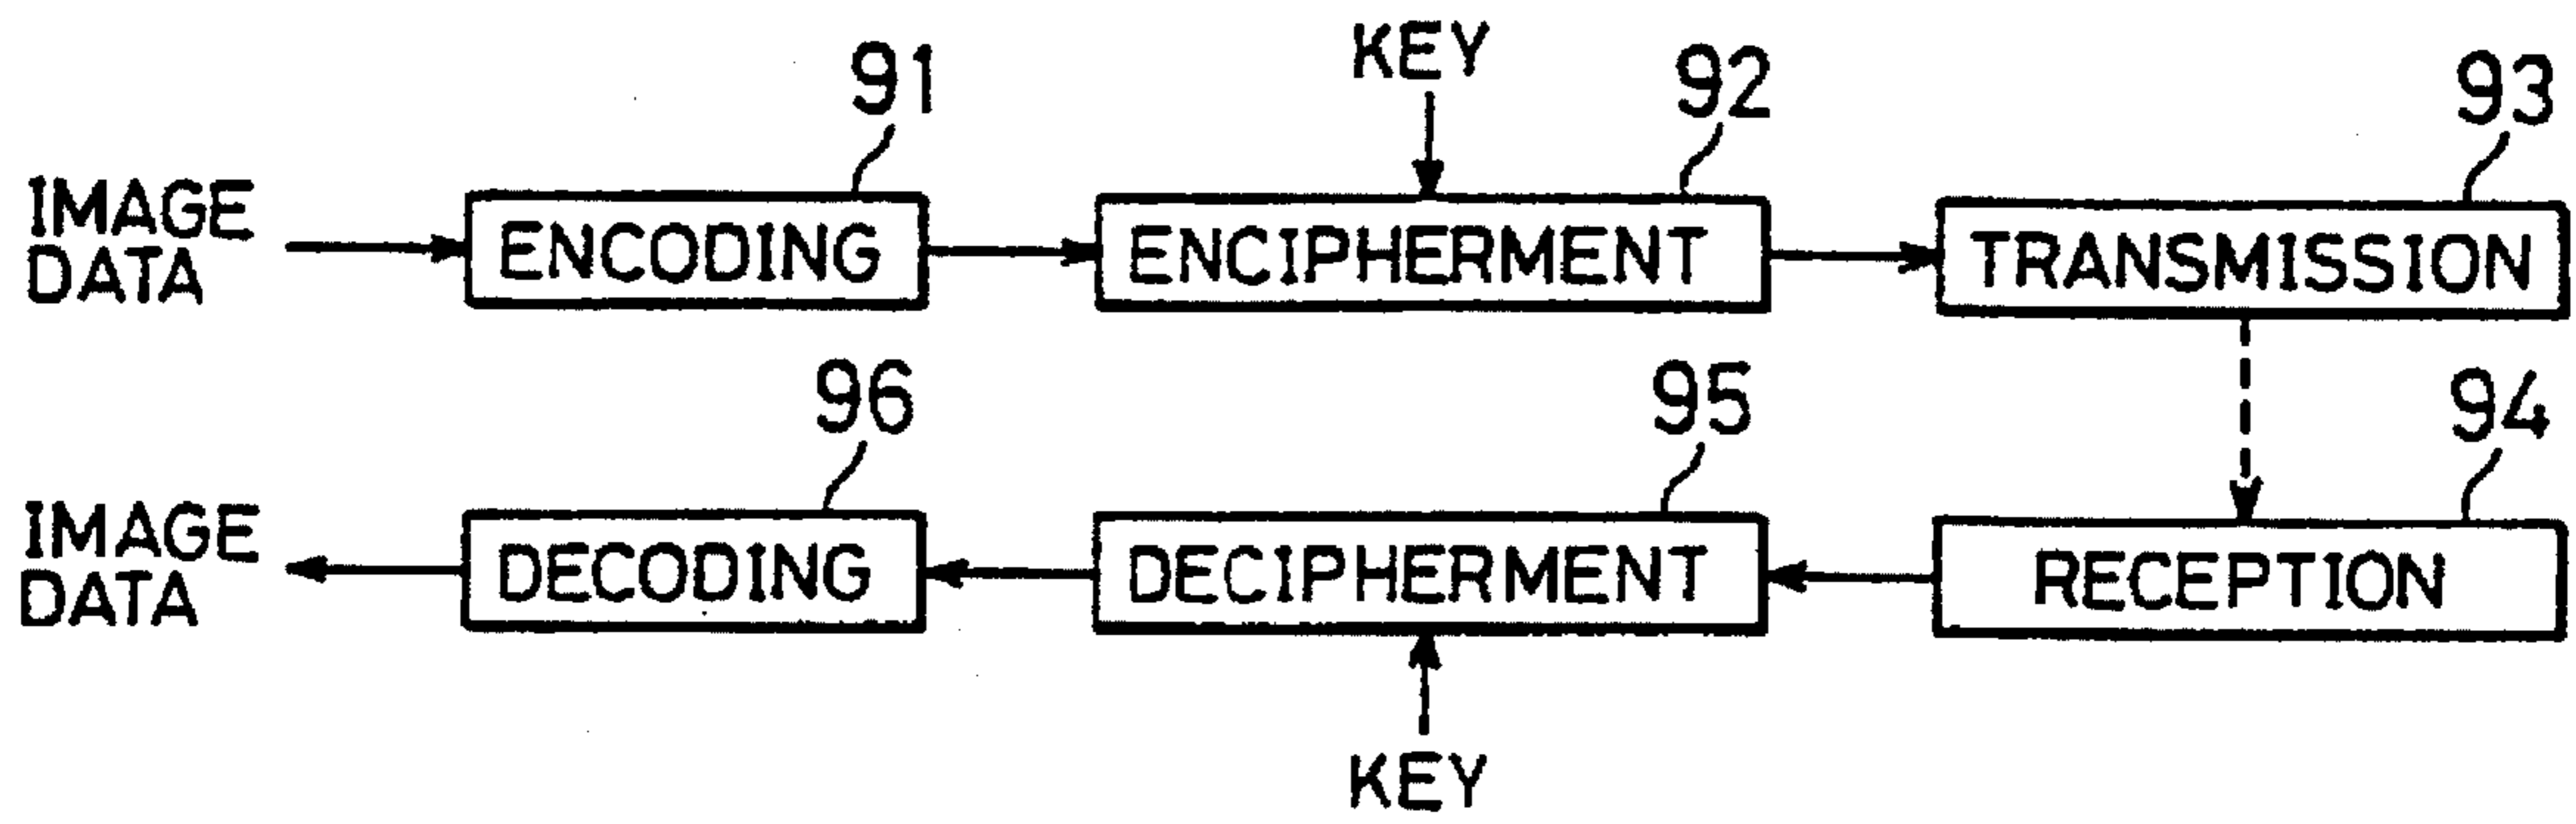 KEY
91
92
93
IMAGE
DATA
ENCODING
ENCIPHERMENT
TRANSMISSION
96
95
94
IMAGE
DATA
DECODING
DECIPHERMENT
RECEPTION
KEY